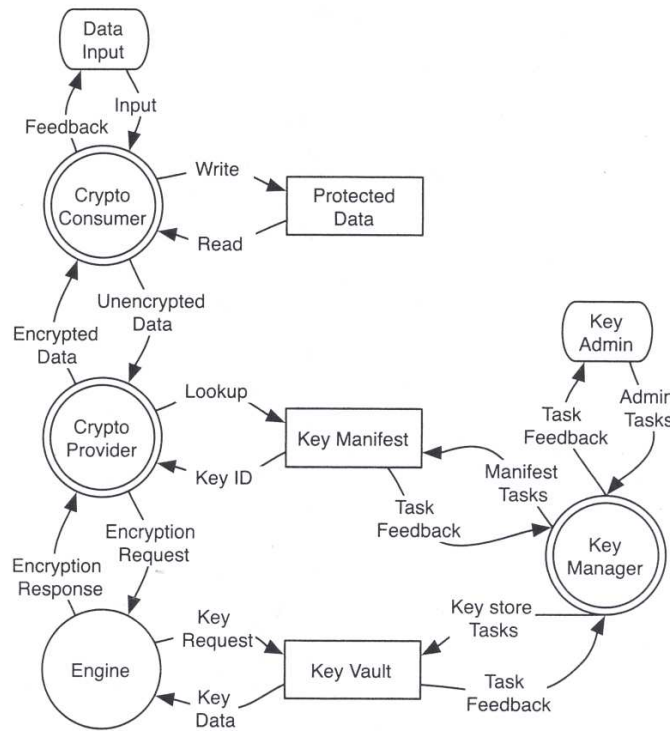 Data
Input
Feedback
Input
Crypto
Consumer
Write
Read
Protected
Data
Encrypted
Data
Unencrypted
Data
Crypto
Provider
Lookup
Key ID
Key Manifest
Key
Admin
Task
Feedback
Admin
Tasks
Manifest
Tasks
Task
Feedback
Key
Manager
Encryption
Response
Encryption
Request
Engine
Key
Request
Key
Data
Key Vault
Key store
Tasks
Task
Feedback